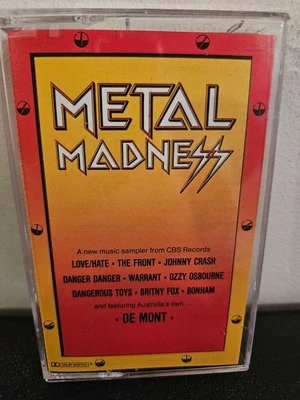 METAL
MADNESS
A new music sampler from CBS Records
LOVE/HATE • THE FRONT • JOHNNY CRASH
DANGER DANGER • WARRANT • OZZY OSBOURNE
DANGEROUS TOYS • BRITNY FOX • BONHAM
and featuring Australia's own . . .
• DE MONT •